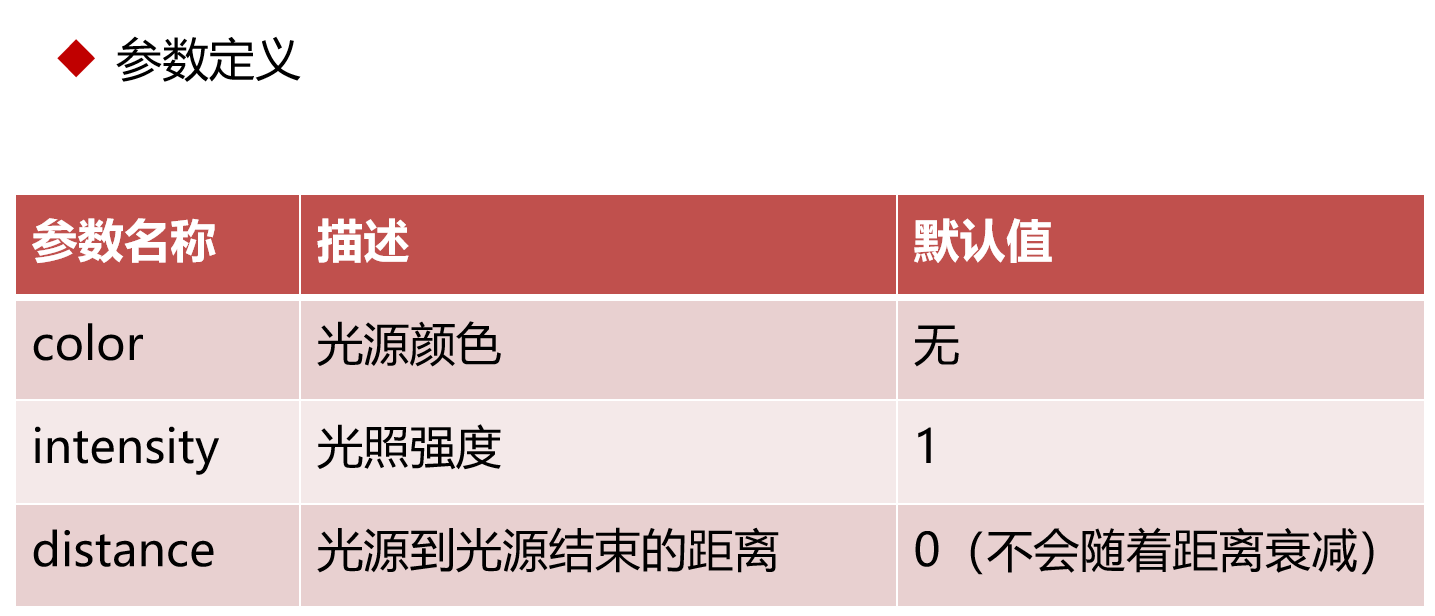 参数定义
参数名称 描述 默认值
color 光源颜色 无
intensity 光照强度 1
distance 光源到光源结束的距离 0（不会随着距离衰减）